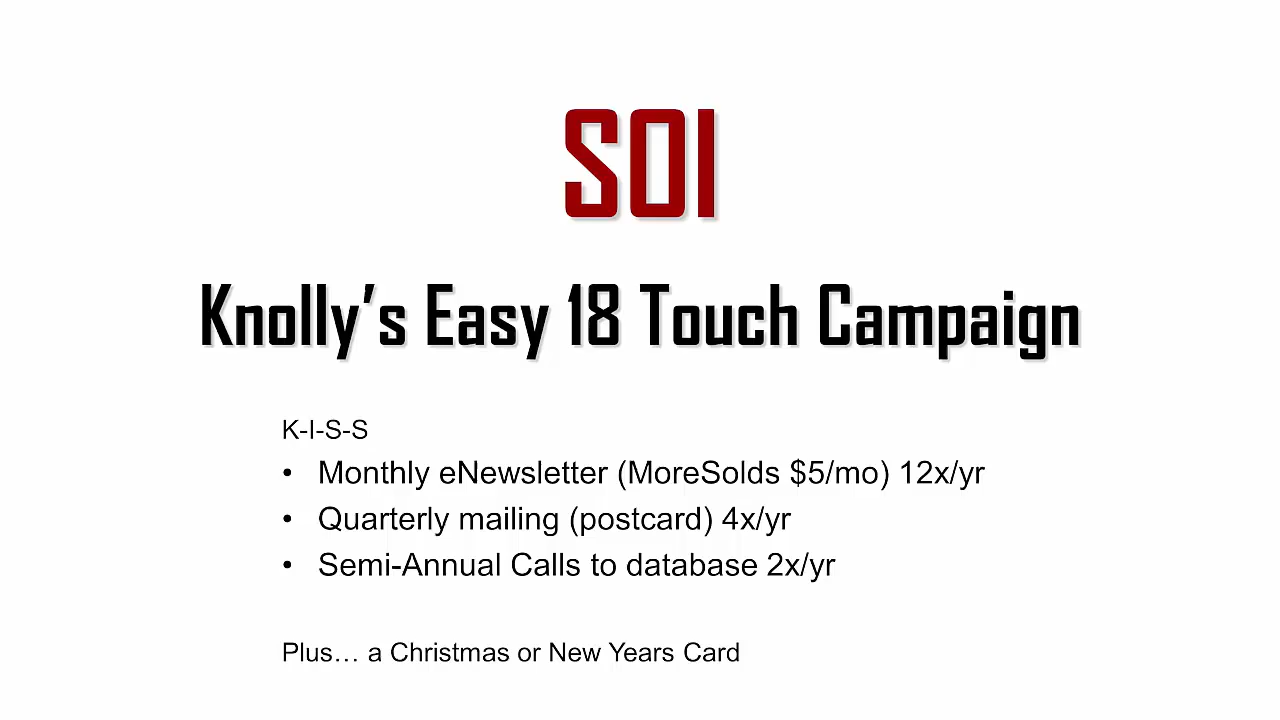 SOI
Knolly's Easy 18 Touch Campaign
K-I-S-S
• Monthly eNewsletter (MoreSolds $5/mo) 12x/yr
• Quarterly mailing (postcard) 4x/yr
• Semi-Annual Calls to database 2x/yr
Plus… a Christmas or New Years Card